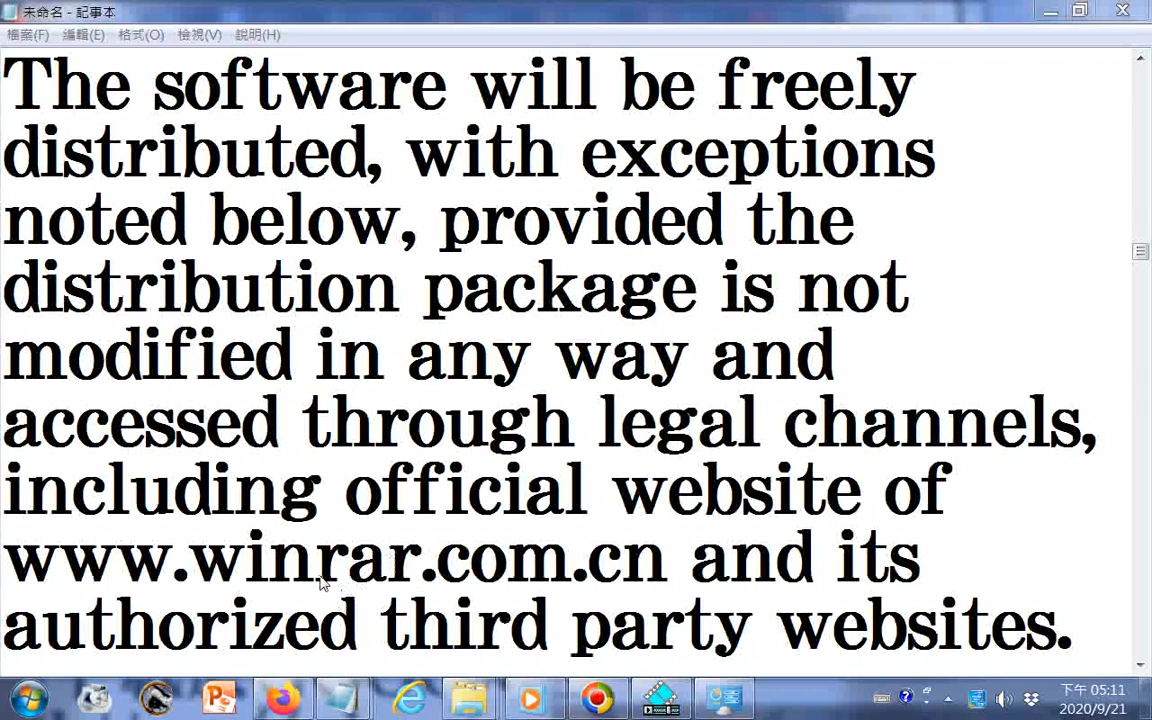 未命名 - 記事本
檔案(F) 編輯(E) 格式(O) 檢視(V) 說明(H)
The software will be freely
distributed, with exceptions
noted below, provided the
distribution package is not
modified in any way and
accessed through legal channels,
including official website of
www.winrar.com.cn and its
authorized third party websites.
下午 05:11
2020/9/21